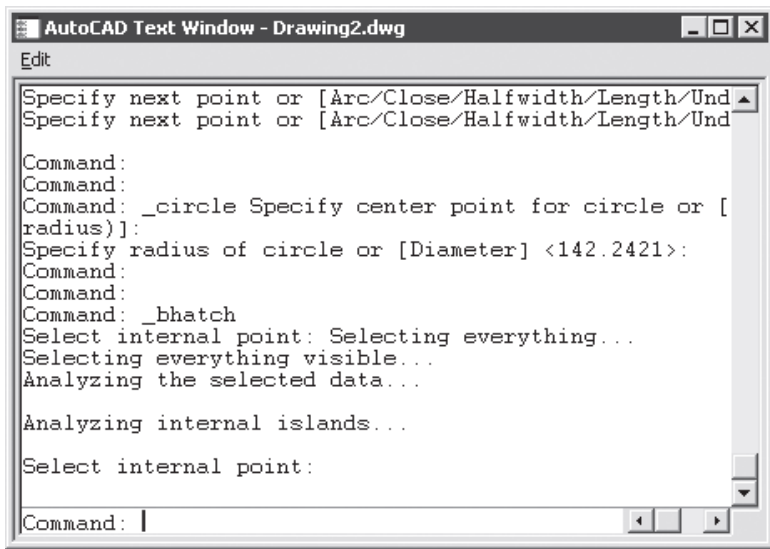 AutoCAD Text Window - Drawing2.dwg
Edit
Specify next point or [Arc/Close/Halfwidth/Length/Und
Specify next point or [Arc/Close/Halfwidth/Length/Und
Command:
Command:
Command: _circle Specify center point for circle or [
radius)]:
Specify radius of circle or [Diameter] <142.2421>:
Command:
Command:
Command: _bhatch
Select internal point: Selecting everything...
Selecting everything visible...
Analyzing the selected data...
Analyzing internal islands...
Select internal point:
Command: